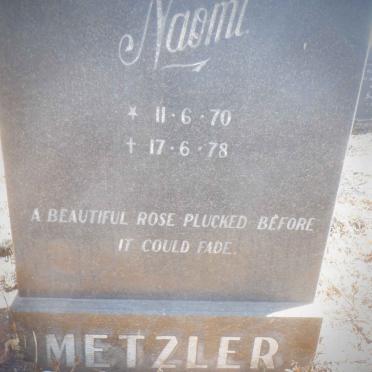 Naomi
* 11·6·70
† 17·6·78
A BEAUTIFUL ROSE PLUCKED BEFORE
IT COULD FADE.
METZLER